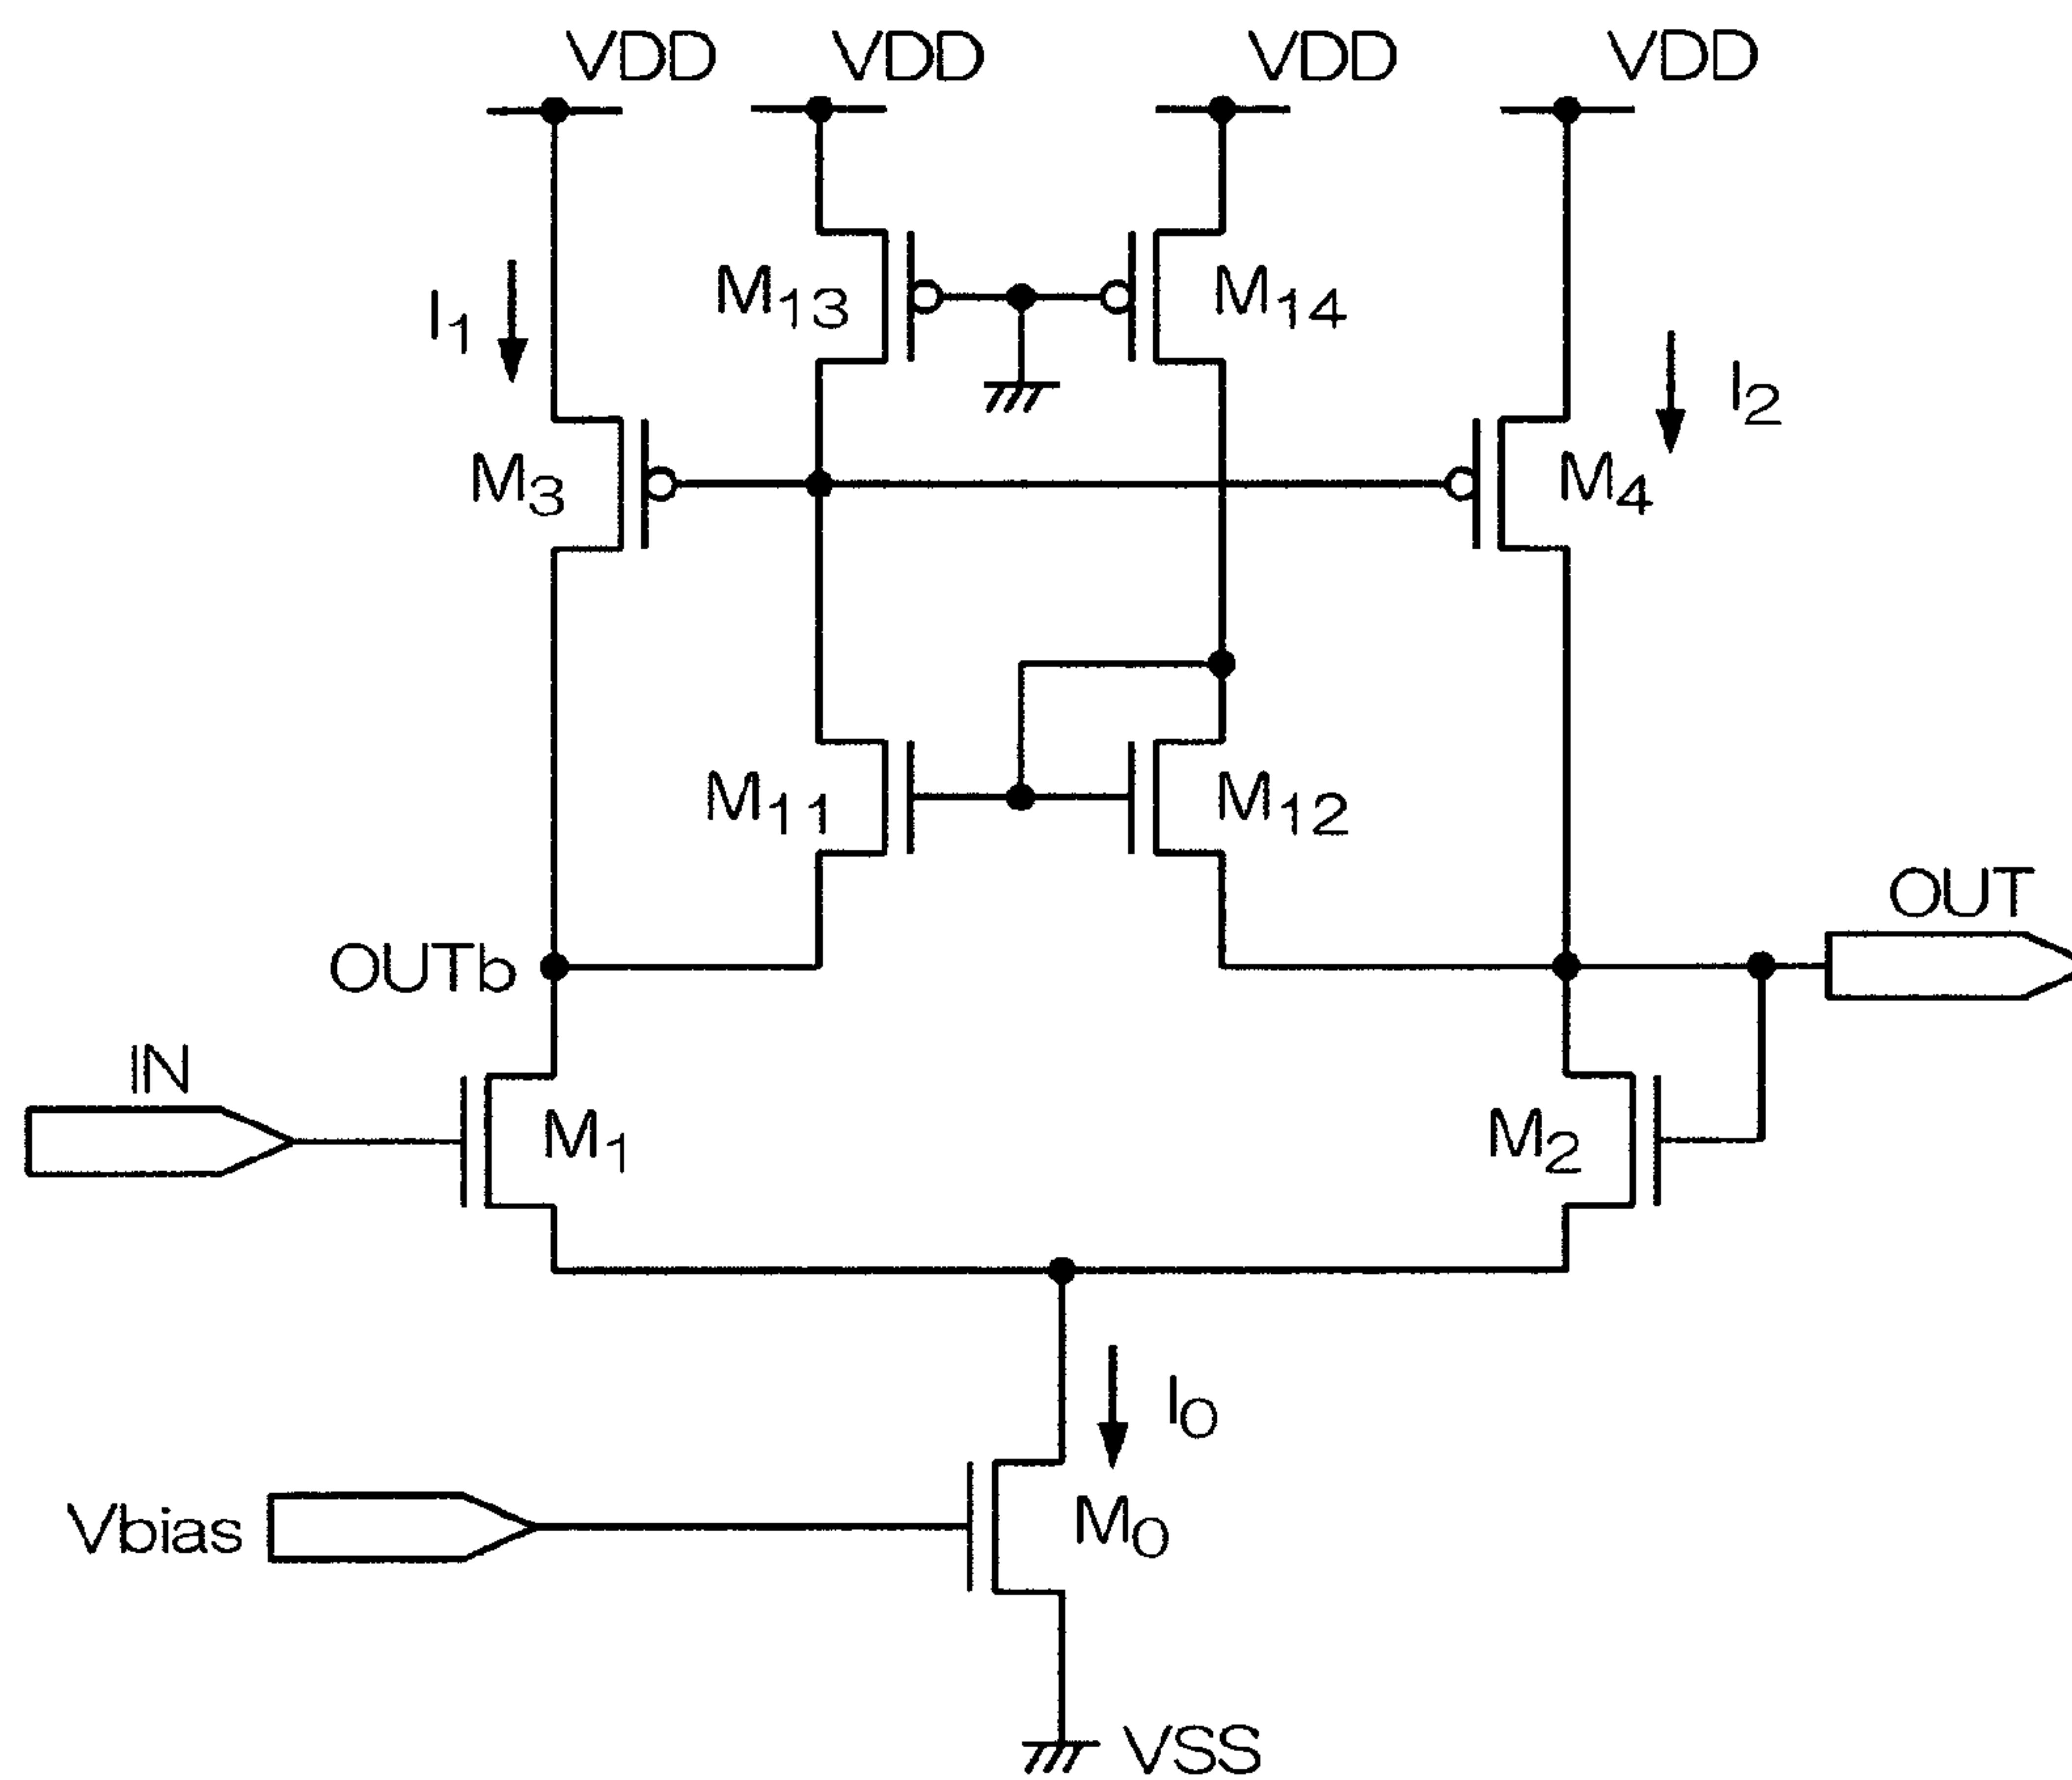 VDD VDD VDD VDD
M13 M14
I1 I2
M3 M4
M11 M12
OUT
OUTb
IN
M1 M2
I0
Vbias M0
VSS